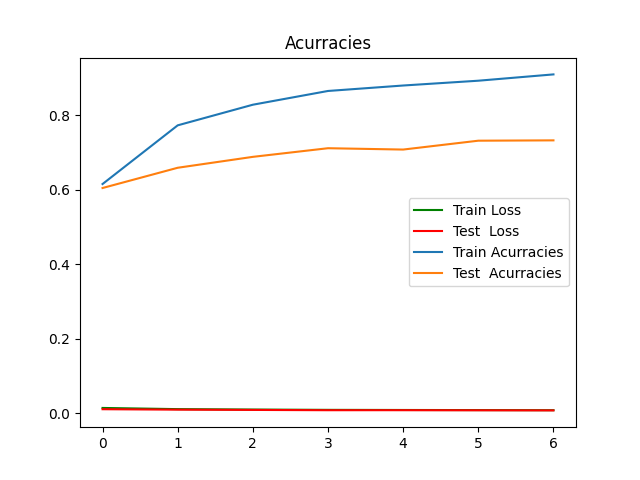 Acurracies
0.8
0.6
0.4
0.2
0.0
Train Loss
Test  Loss
Train Acurracies
Test  Acurracies
0 1 2 3 4 5 6